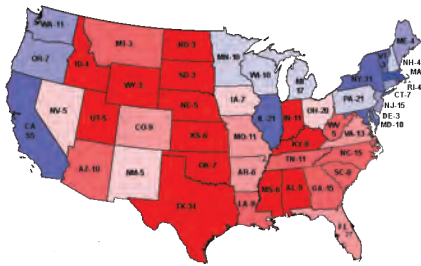 WA-11
OR-7
CA
55
NV-5
ID-4
MT-3
WY-3
UT-5
AZ-10
CO-9
NM-5
ND-3
SD-3
NE-5
KS-6
OK-7
TX-34
MN-10
IA-7
MO-11
AR-6
LA-9
WI-10
IL-21
MI
17
IN-11
OH-20
KY-8
TN-11
MS-6
AL-9
GA-15
FL
27
SC-8
NC-15
VA-13
WV
5
PA-21
NY-31
VT
3
NH-4
ME-4
MA
RI-4
CT-7
NJ-15
DE-3
MD-10